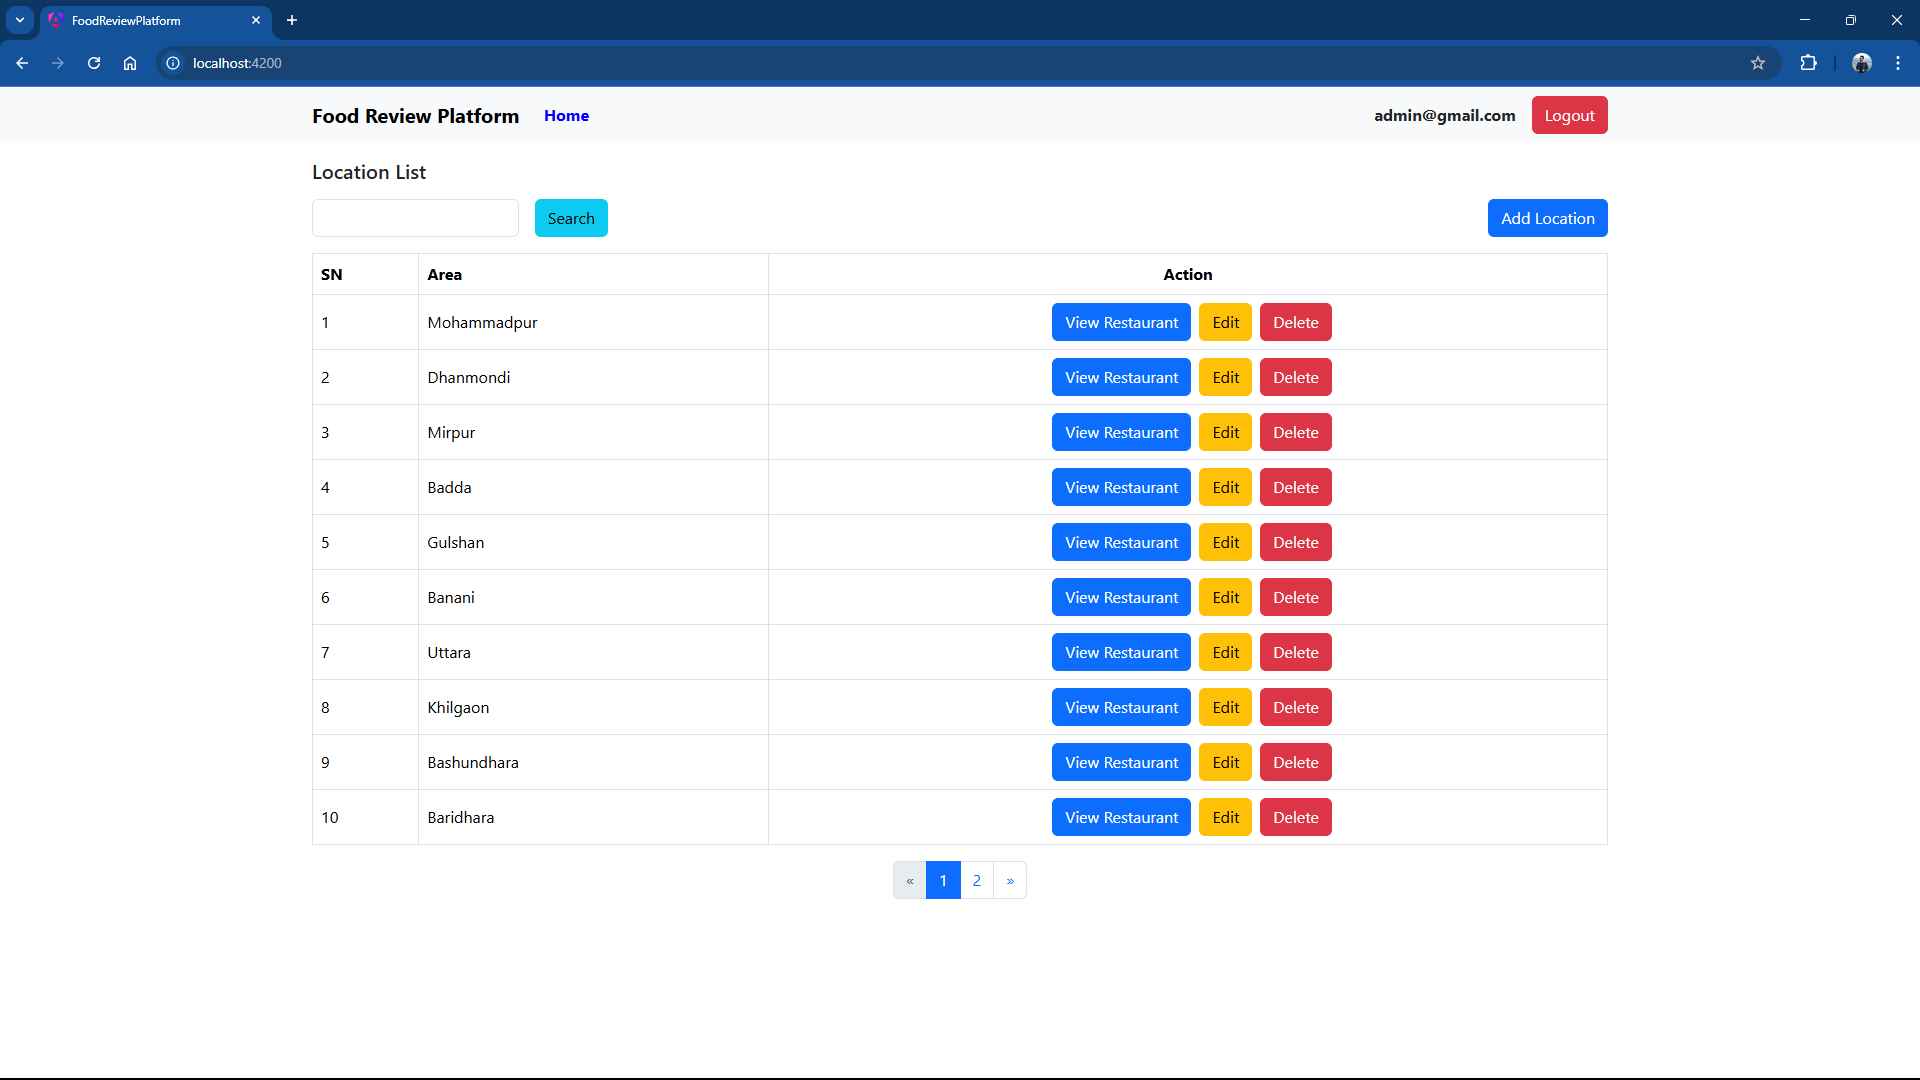 FoodReviewPlatform
localhost:4200
Food Review Platform Home admin@gmail.com Logout
Location List
Search Add Location
SN Area Action
1 Mohammadpur View Restaurant Edit Delete
2 Dhanmondi View Restaurant Edit Delete
3 Mirpur View Restaurant Edit Delete
4 Badda View Restaurant Edit Delete
5 Gulshan View Restaurant Edit Delete
6 Banani View Restaurant Edit Delete
7 Uttara View Restaurant Edit Delete
8 Khilgaon View Restaurant Edit Delete
9 Bashundhara View Restaurant Edit Delete
10 Baridhara View Restaurant Edit Delete
« 1 2 »